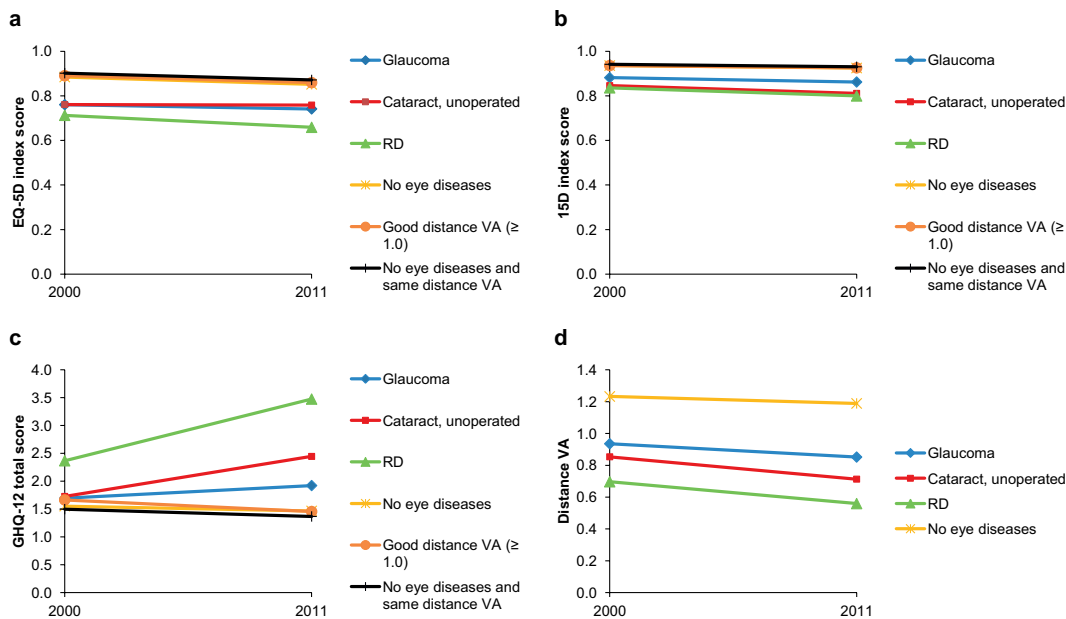 a
EQ-5D index score
1.0
0.8
0.6
0.4
0.2
0.0
2000
2011
Glaucoma
Cataract, unoperated
RD
No eye diseases
Good distance VA (≥
1.0)
No eye diseases and
same distance VA
b
15D index score
1.0
0.8
0.6
0.4
0.2
0.0
2000
2011
Glaucoma
Cataract, unoperated
RD
No eye diseases
Good distance VA (≥
1.0)
No eye diseases and
same distance VA
c
GHQ-12 total score
4.0
3.5
3.0
2.5
2.0
1.5
1.0
0.5
0.0
2000
2011
Glaucoma
Cataract, unoperated
RD
No eye diseases
Good distance VA (≥
1.0)
No eye diseases and
same distance VA
d
Distance VA
1.4
1.2
1.0
0.8
0.6
0.4
0.2
0.0
2000
2011
Glaucoma
Cataract, unoperated
RD
No eye diseases